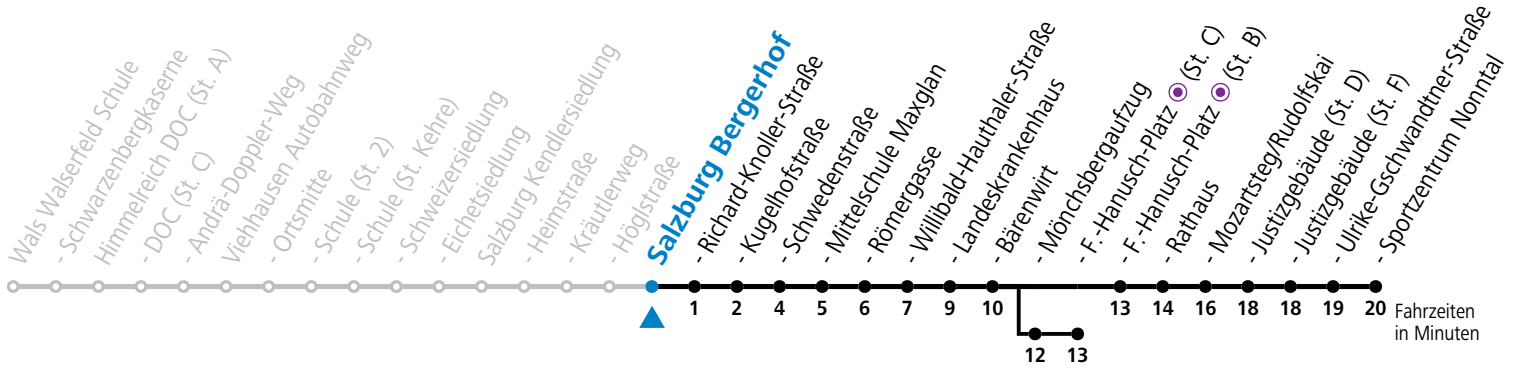 Wals Walserfeld Schule
- Schwarzenbergkaserne
Himmelreich DOC (St. A)
- DOC (St. C)
- Andrä-Doppler-Weg
Viehhausen Autobahnweg
- Ortsmitte
- Schule (St. 2)
- Schule (St. Kehre)
- Schweizersiedlung
- Eichetsiedlung
Salzburg Kendlersiedlung
- Heimstraße
- Kräutlerweg
- Höglstraße
Salzburg Bergerhof
- Richard-Knoller-Straße
- Kugelhofstraße
- Schwedenstraße
- Mittelschule Maxglan
- Römergasse
- Willibald-Hauthaler-Straße
- Landeskrankenhaus
- Bärenwirt
- Mönchsbergaufzug
- F.-Hanusch-Platz (St. C)
- F.-Hanusch-Platz (St. B)
- Rathaus
- Mozartsteg/Rudolfskai
- Justizgebäude (St. D)
- Justizgebäude (St. F)
- Ulrike-Gschwandtner-Straße
- Sportzentrum Nonntal
1 2 4 5 6 7 9 10 13 14 16 18 18 19 20
Fahrzeiten
in Minuten
12 13